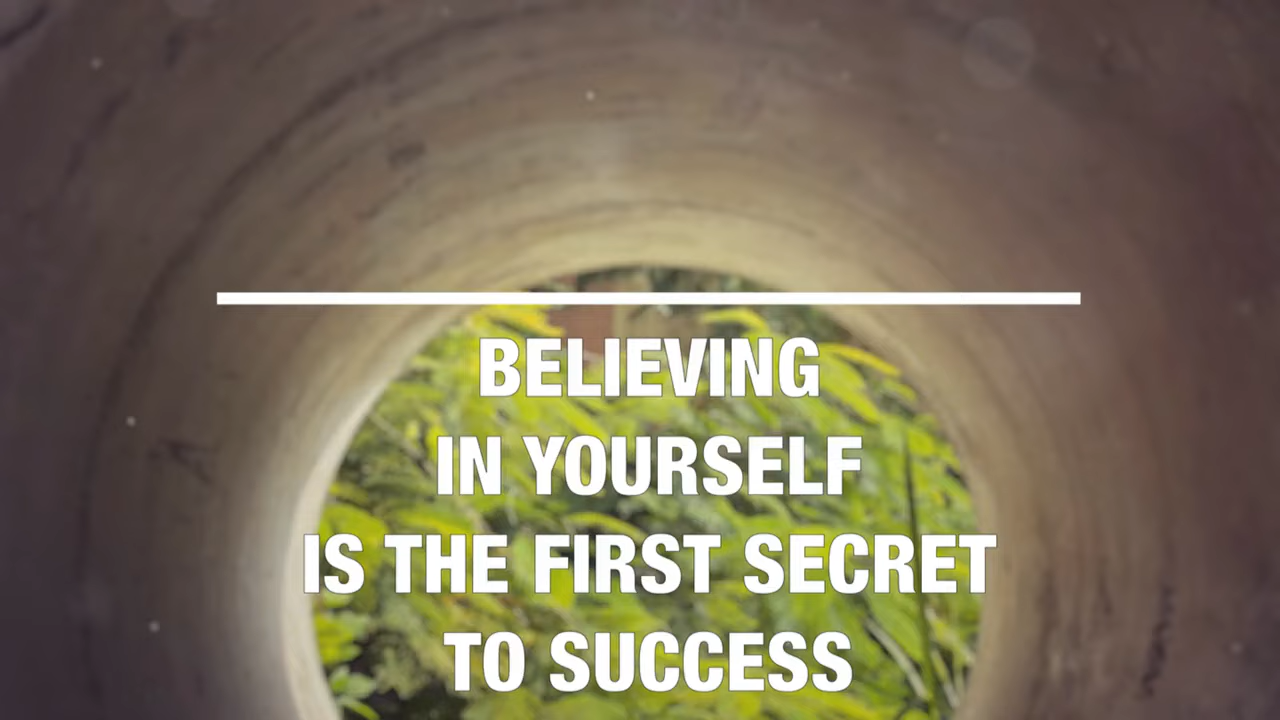 BELIEVING
IN YOURSELF
IS THE FIRST SECRET
TO SUCCESS